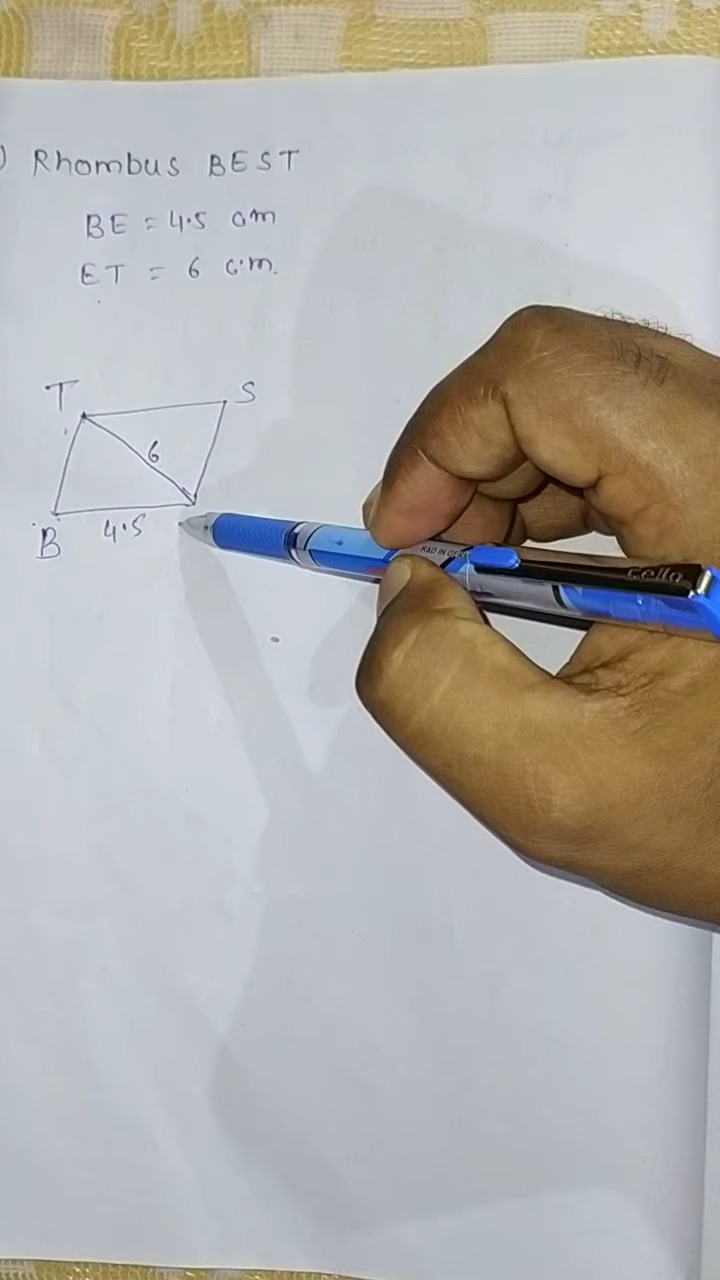 ) Rhombus BEST
BE = 4.5 cm
ET = 6 cm.
T S
6
B 4.5
cello